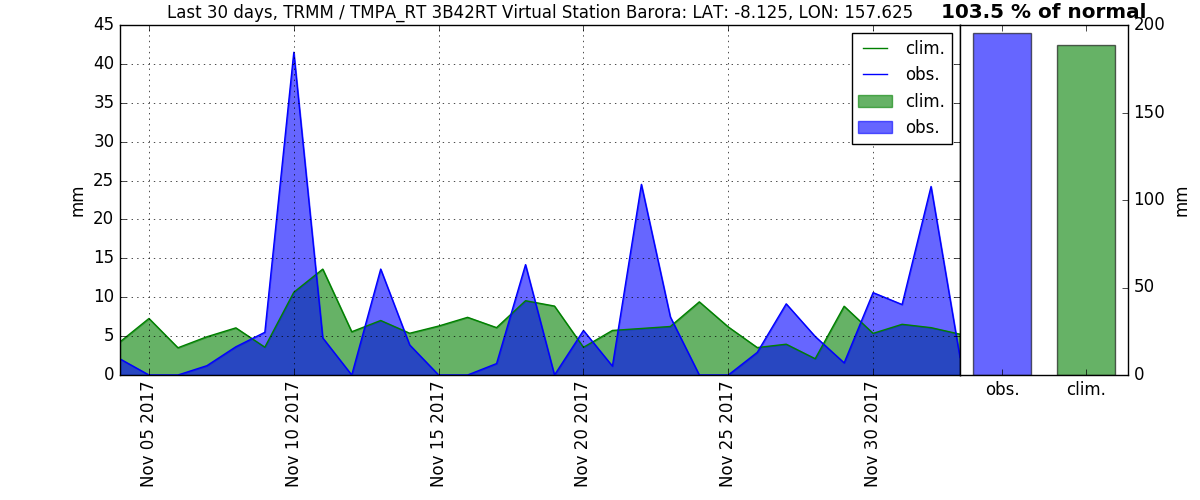 Last 30 days, TRMM / TMPA_RT 3B42RT Virtual Station Barora: LAT: -8.125, LON: 157.625
103.5 % of normal
45
40
35
30
25
20
15
10
5
0
mm
clim.
obs.
clim.
obs.
Nov 05 2017
Nov 10 2017
Nov 15 2017
Nov 20 2017
Nov 25 2017
Nov 30 2017
200
150
100
50
0
mm
obs.
clim.